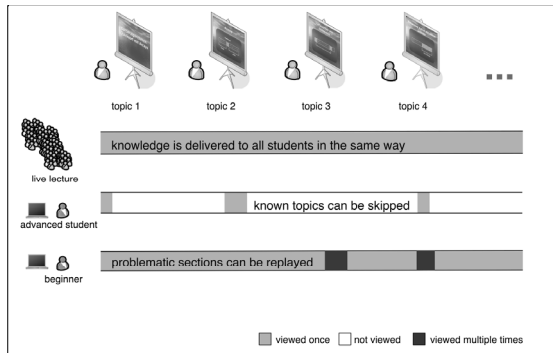 topic 1 topic 2 topic 3 topic 4
knowledge is delivered to all students in the same way
live lecture
known topics can be skipped
advanced student
problematic sections can be replayed
beginner
viewed once not viewed viewed multiple times